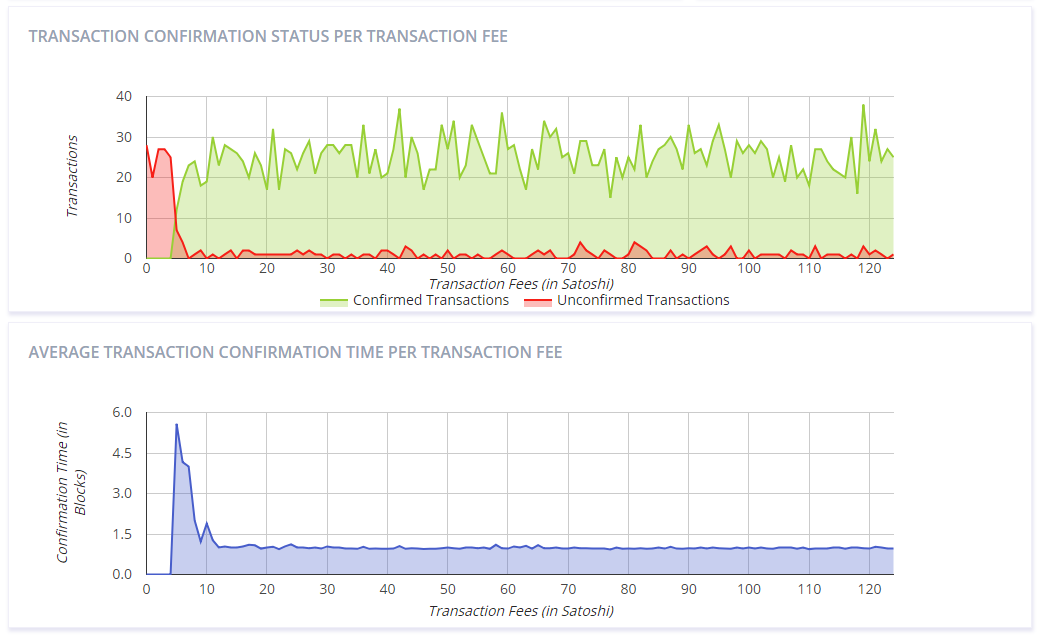 TRANSACTION CONFIRMATION STATUS PER TRANSACTION FEE
Transactions
40
30
20
10
0
0 10 20 30 40 50 60 70 80 90 100 110 120
Transaction Fees (in Satoshi)
Confirmed Transactions Unconfirmed Transactions
AVERAGE TRANSACTION CONFIRMATION TIME PER TRANSACTION FEE
Confirmation Time (in
Blocks)
6.0
4.5
3.0
1.5
0.0
0 10 20 30 40 50 60 70 80 90 100 110 120
Transaction Fees (in Satoshi)